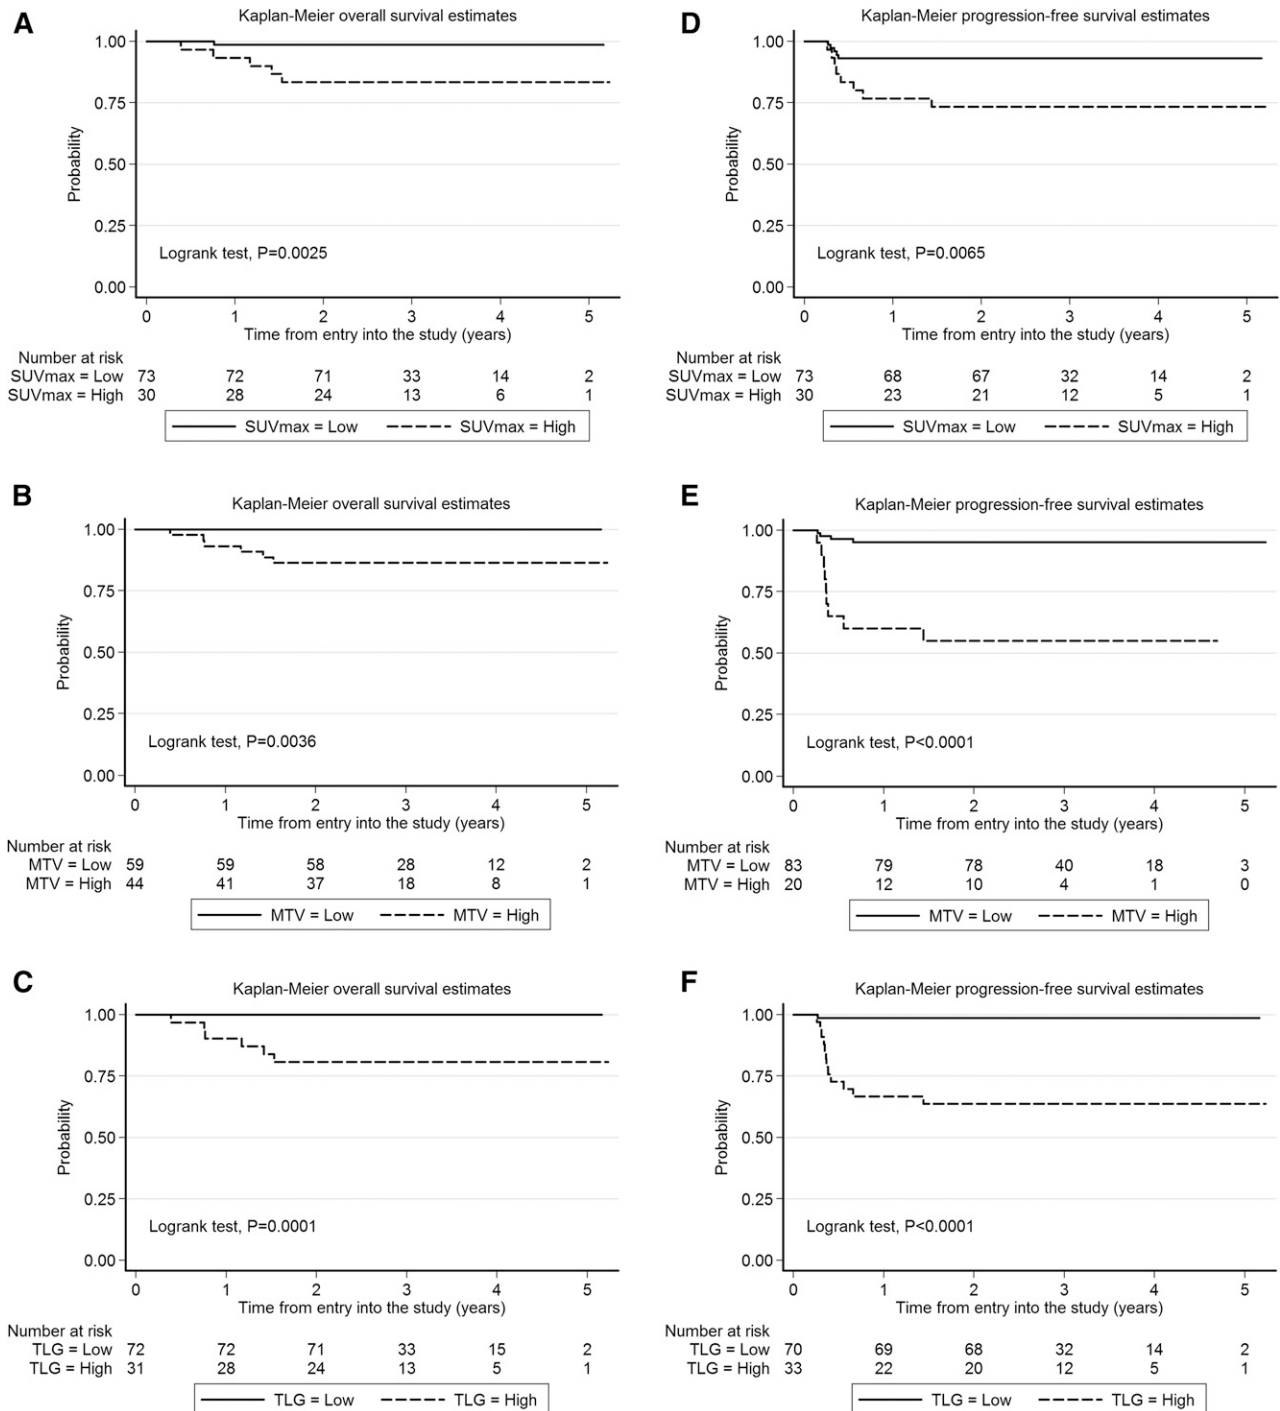 A
Kaplan-Meier overall survival estimates
1.00
0.75
0.50
0.25
0.00
Probability
Logrank test, P=0.0025
0 1 2 3 4 5
Time from entry into the study (years)
Number at risk
SUVmax = Low 73 72 71 33 14 2
SUVmax = High 30 28 24 13 6 1
SUVmax = Low SUVmax = High
D
Kaplan-Meier progression-free survival estimates
1.00
0.75
0.50
0.25
0.00
Probability
Logrank test, P=0.0065
0 1 2 3 4 5
Time from entry into the study (years)
Number at risk
SUVmax = Low 73 68 67 32 14 2
SUVmax = High 30 23 21 12 5 1
SUVmax = Low SUVmax = High
B
Kaplan-Meier overall survival estimates
1.00
0.75
0.50
0.25
0.00
Probability
Logrank test, P=0.0036
0 1 2 3 4 5
Time from entry into the study (years)
Number at risk
MTV = Low 59 59 58 28 12 2
MTV = High 44 41 37 18 8 1
MTV = Low MTV = High
E
Kaplan-Meier progression-free survival estimates
1.00
0.75
0.50
0.25
0.00
Probability
Logrank test, P<0.0001
0 1 2 3 4 5
Time from entry into the study (years)
Number at risk
MTV = Low 83 79 78 40 18 3
MTV = High 20 12 10 4 1 0
MTV = Low MTV = High
C
Kaplan-Meier overall survival estimates
1.00
0.75
0.50
0.25
0.00
Probability
Logrank test, P=0.0001
0 1 2 3 4 5
Time from entry into the study (years)
Number at risk
TLG = Low 72 72 71 33 15 2
TLG = High 31 28 24 13 5 1
TLG = Low TLG = High
F
Kaplan-Meier progression-free survival estimates
1.00
0.75
0.50
0.25
0.00
Probability
Logrank test, P<0.0001
0 1 2 3 4 5
Time from entry into the study (years)
Number at risk
TLG = Low 70 69 68 32 14 2
TLG = High 33 22 20 12 5 1
TLG = Low TLG = High